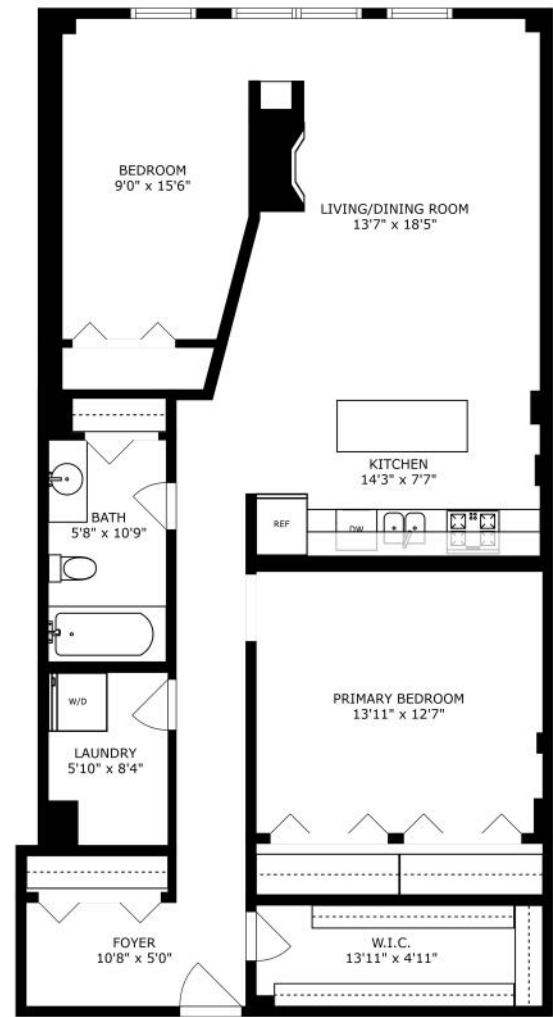 BEDROOM
9'0" x 15'6"
LIVING/DINING ROOM
13'7" x 18'5"
KITCHEN
14'3" x 7'7"
REF
DW
BATH
5'8" x 10'9"
W/D
LAUNDRY
5'10" x 8'4"
PRIMARY BEDROOM
13'11" x 12'7"
FOYER
10'8" x 5'0"
W.I.C.
13'11" x 4'11"